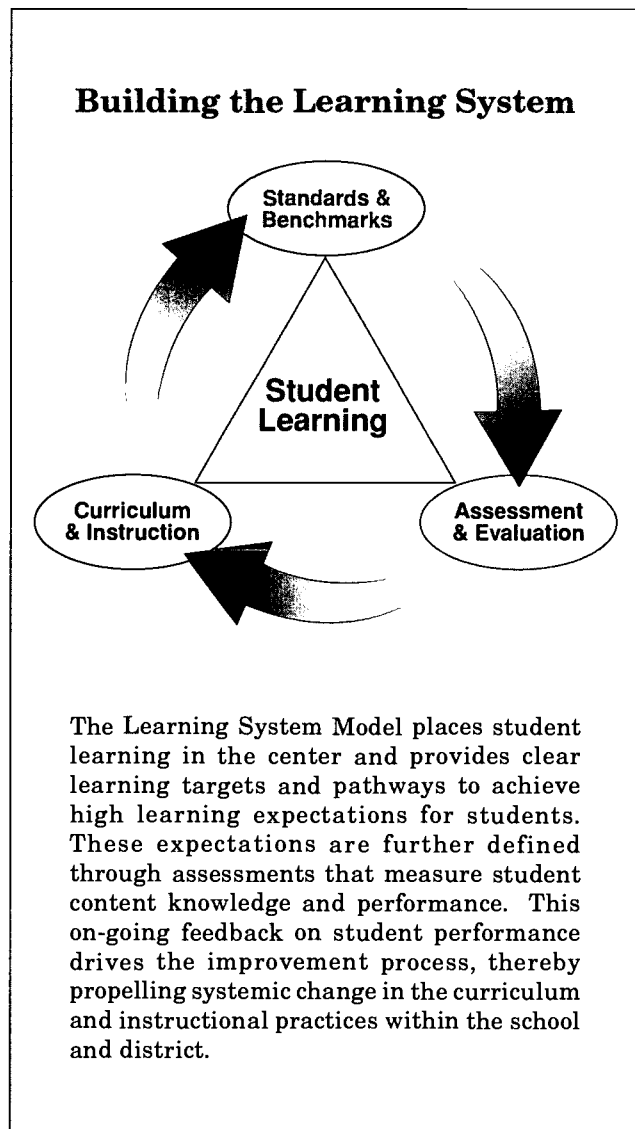 Building the Learning System
Standards &
Benchmarks
Student
Learning
Curriculum
& Instruction
Assessment
& Evaluation
The Learning System Model places student
learning in the center and provides clear
learning targets and pathways to achieve
high learning expectations for students.
These expectations are further defined
through assessments that measure student
content knowledge and performance. This
on-going feedback on student performance
drives the improvement process, thereby
propelling systemic change in the curriculum
and instructional practices within the school
and district.